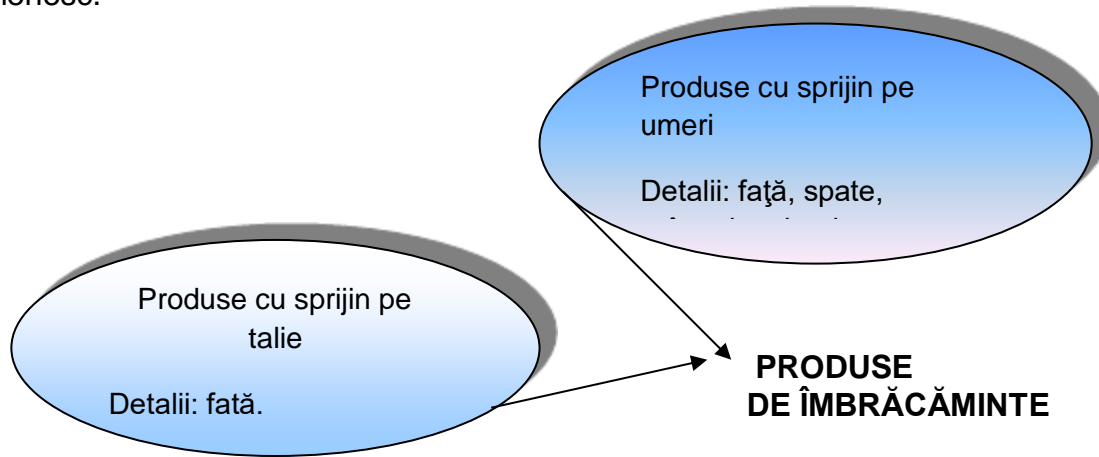 Produse cu sprijin pe
umeri
Detalii: faţă, spate,
Produse cu sprijin pe
talie
Detalii: fată.
PRODUSE
DE ÎMBRĂCĂMINTE